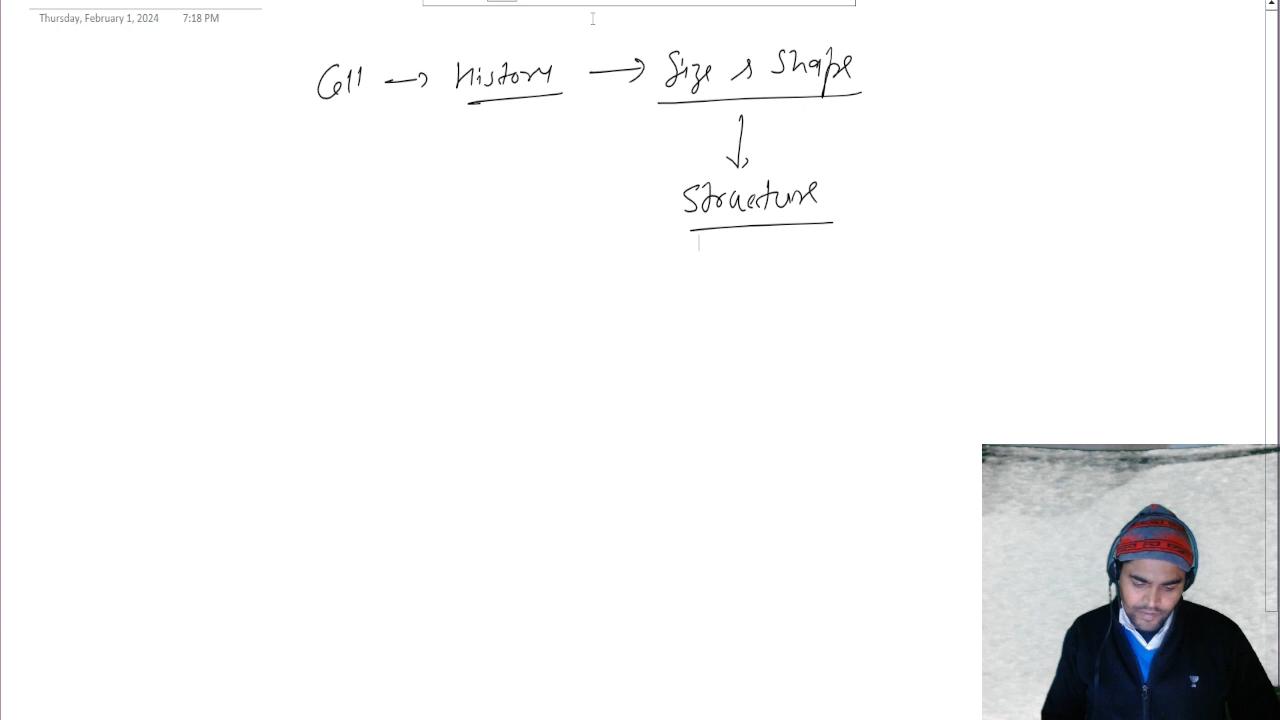 Thursday, February 1, 2024 7:18 PM
Cell → History → Size & Shape
↓
Structure